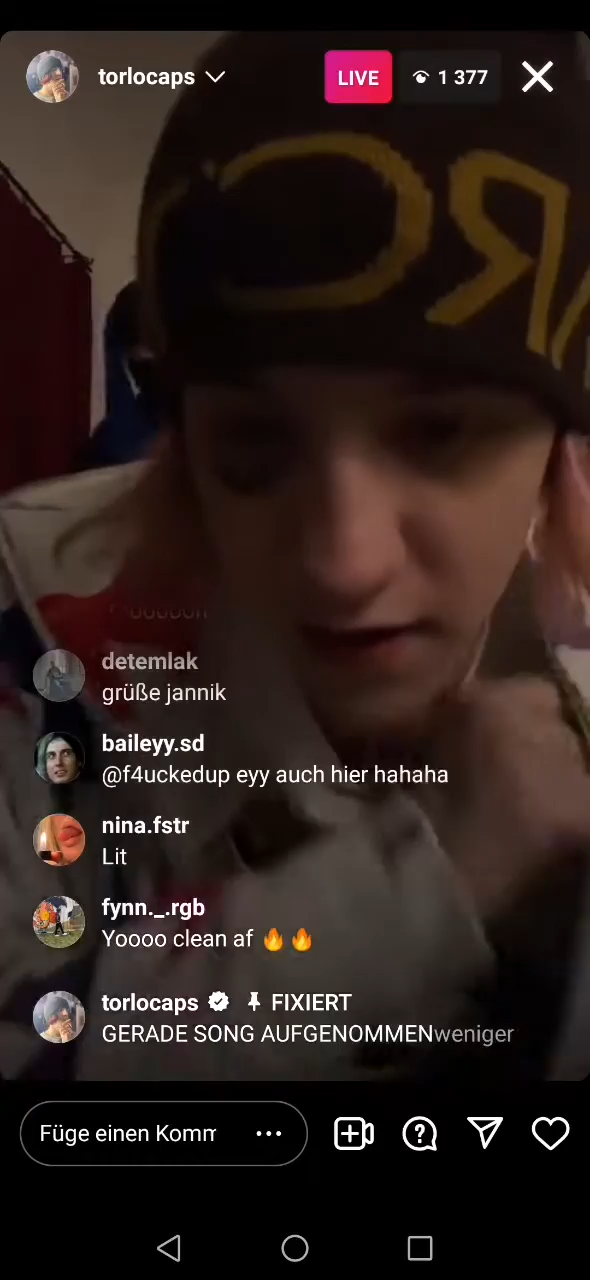 torlocaps
LIVE
1 377
detemlak
grüße jannik
baileyy.sd
@f4uckedup eyy auch hier hahaha
nina.fstr
Lit
fynn._.rgb
Yoooo clean af 🔥🔥
torlocaps FIXIERT
GERADE SONG AUFGENOMMENweniger
Füge einen Komm